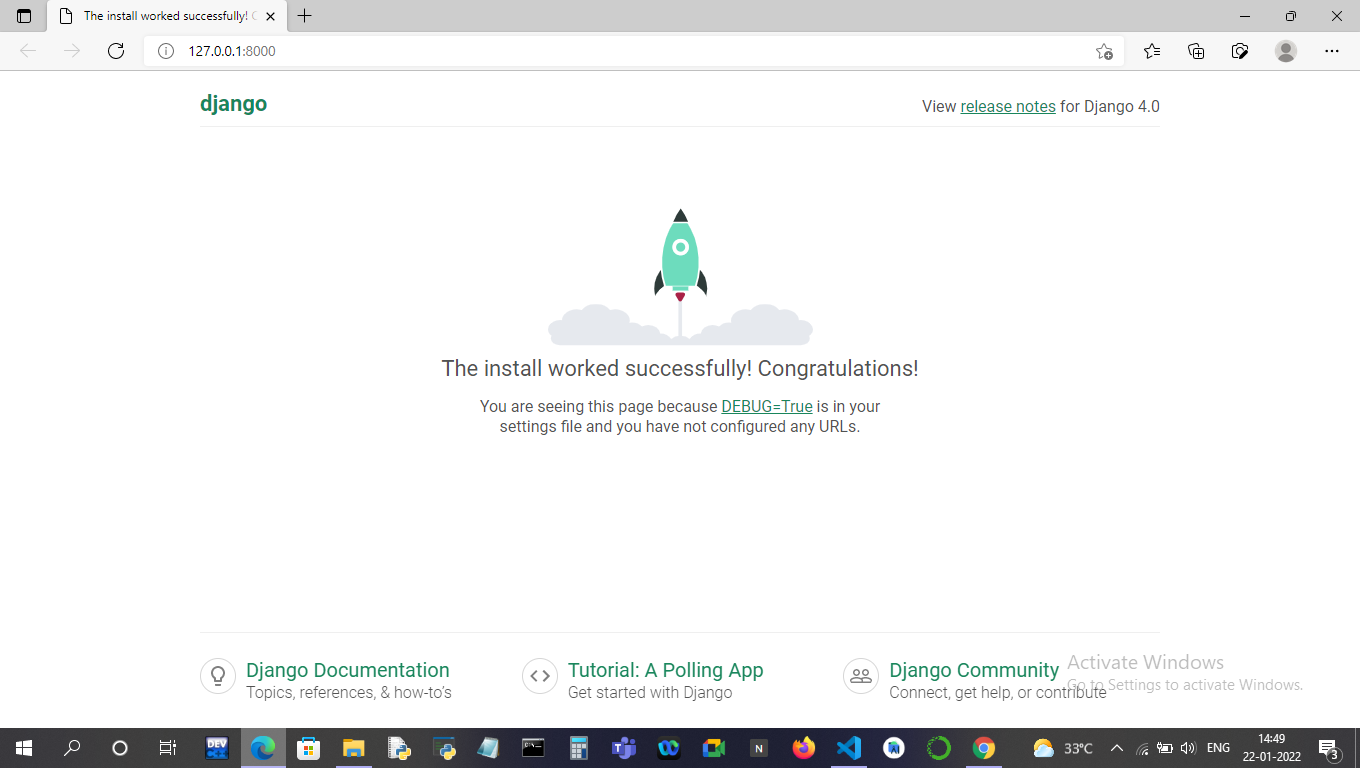 The install worked successfully! C
127.0.0.1:8000
django
View release notes for Django 4.0
The install worked successfully! Congratulations!
You are seeing this page because DEBUG=True is in your
settings file and you have not configured any URLs.
Django Documentation
Topics, references, & how-to's
Tutorial: A Polling App
Get started with Django
Django Community
Connect, get help, or contribute
Activate Windows
Go to Settings to activate Windows.
DEV
N
33°C
ENG
14:49
22-01-2022
3